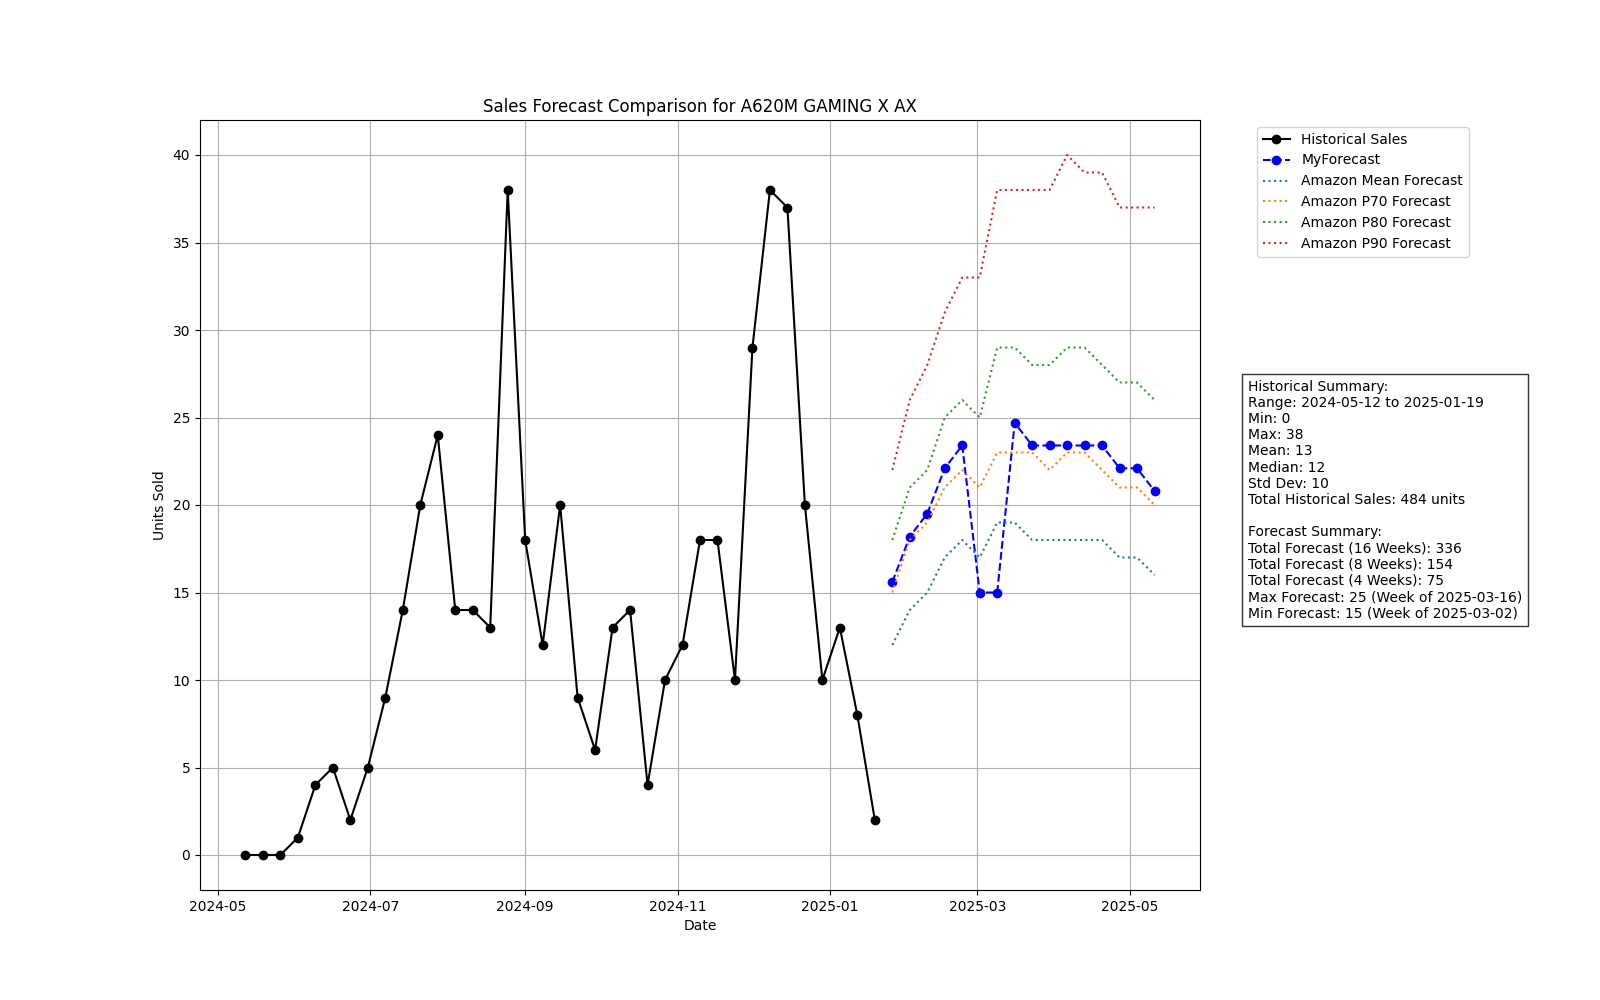 Sales Forecast Comparison for A620M GAMING X AX
Units Sold
40
35
30
25
20
15
10
5
0
2024-05
2024-07
2024-09
2024-11
2025-01
2025-03
2025-05
Date
Historical Sales
MyForecast
Amazon Mean Forecast
Amazon P70 Forecast
Amazon P80 Forecast
Amazon P90 Forecast
Historical Summary:
Range: 2024-05-12 to 2025-01-19
Min: 0
Max: 38
Mean: 13
Median: 12
Std Dev: 10
Total Historical Sales: 484 units
Forecast Summary:
Total Forecast (16 Weeks): 336
Total Forecast (8 Weeks): 154
Total Forecast (4 Weeks): 75
Max Forecast: 25 (Week of 2025-03-16)
Min Forecast: 15 (Week of 2025-03-02)